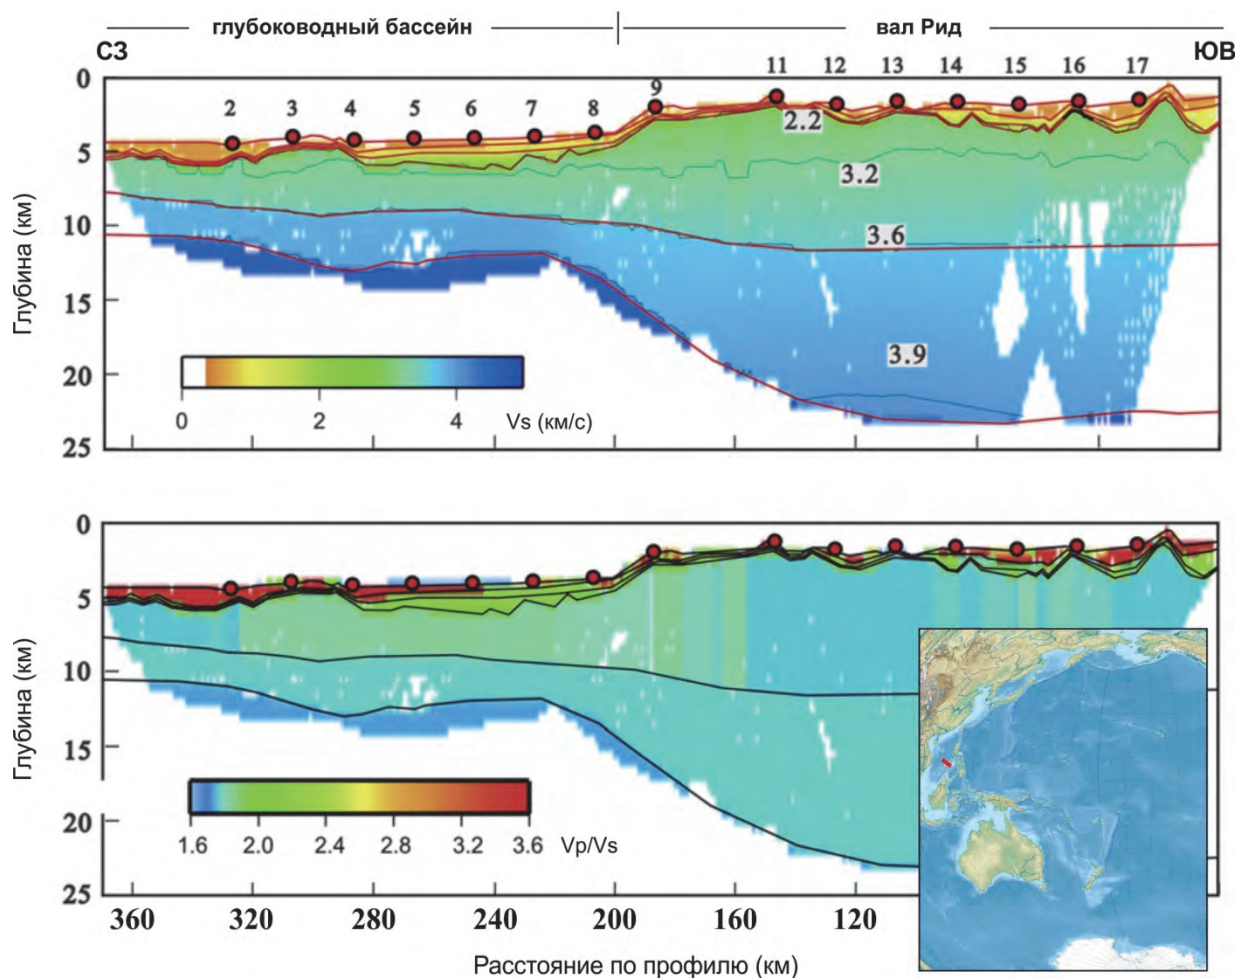 глубоководный бассейн вал Рид
СЗ ЮВ
2 3 4 5 6 7 8 9 11 12 13 14 15 16 17
0
5
10
15
20
25
Глубина (км)
2.2
3.2
3.6
3.9
0 2 4 Vs (км/с)
0
5
10
15
20
25
Глубина (км)
1.6 2.0 2.4 2.8 3.2 3.6 Vp/Vs
360 320 280 240 200 160 120
Расстояние по профилю (км)